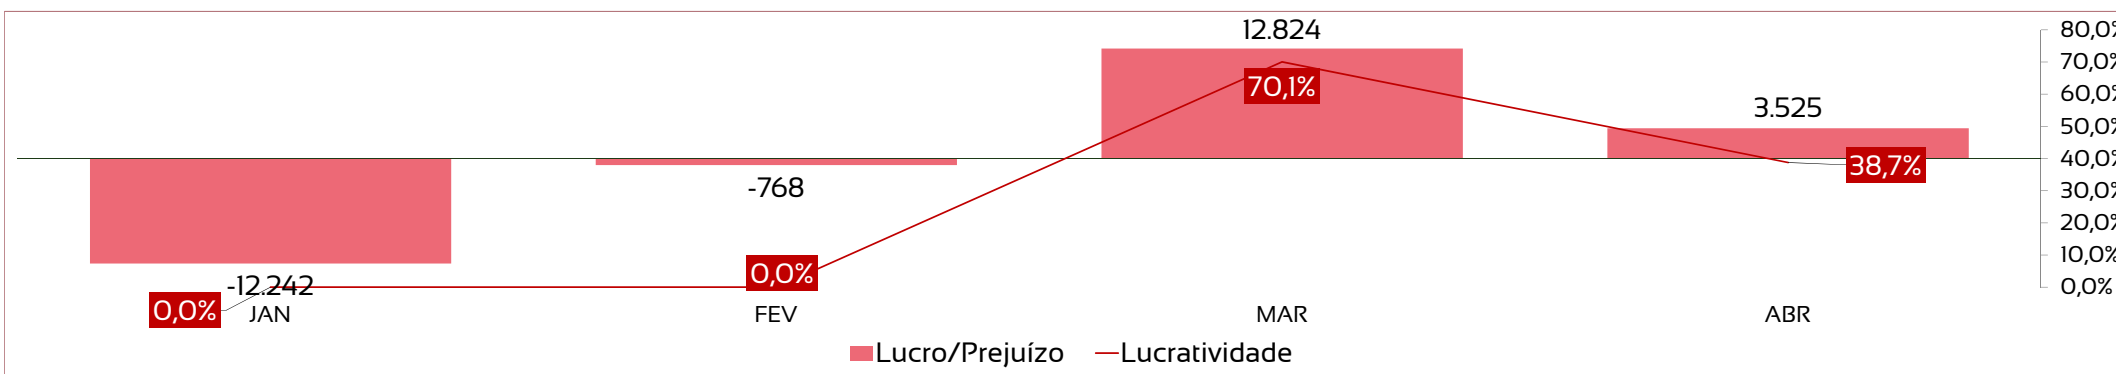 12.824
80,0%
70,0%
70,1%
60,0%
3.525
50,0%
40,0%
38,7%
-768
30,0%
20,0%
10,0%
0,0%
-12.242
0,0%
0,0%
JAN
FEV
MAR
ABR
Lucro/Prejuízo
Lucratividade